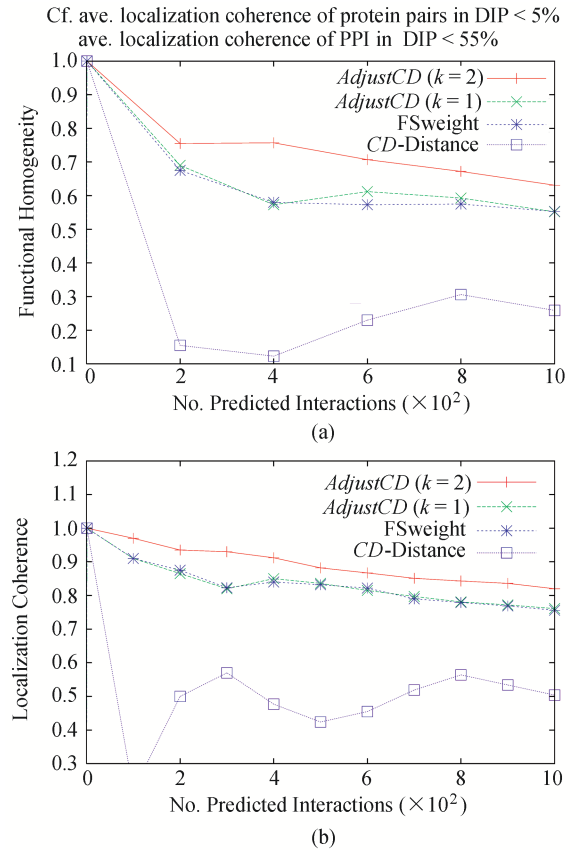 Cf. ave. localization coherence of protein pairs in DIP < 5%
ave. localization coherence of PPI in DIP < 55%
1.0
0.9
0.8
0.7
0.6
0.5
0.4
0.3
0.2
0.1
Functional Homogeneity
AdjustCD (k = 2)
AdjustCD (k = 1)
FSweight
CD-Distance
0 2 4 6 8 10
No. Predicted Interactions (×10²)
(a)
1.2
1.1
1.0
0.9
0.8
0.7
0.6
0.5
0.4
0.3
Localization Coherence
AdjustCD (k = 2)
AdjustCD (k = 1)
FSweight
CD-Distance
0 2 4 6 8 10
No. Predicted Interactions (×10²)
(b)